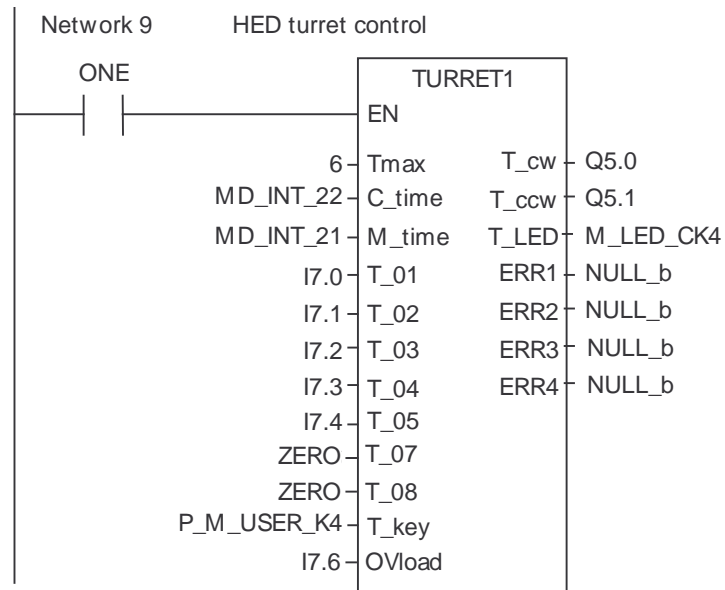 Network 9 HED turret control
ONE TURRET1
EN
6 Tmax T_cw Q5.0
MD_INT_22 C_time T_ccw Q5.1
MD_INT_21 M_time T_LED M_LED_CK4
I7.0 T_01 ERR1 NULL_b
I7.1 T_02 ERR2 NULL_b
I7.2 T_03 ERR3 NULL_b
I7.3 T_04 ERR4 NULL_b
I7.4 T_05
ZERO T_07
ZERO T_08
P_M_USER_K4 T_key
I7.6 OVload